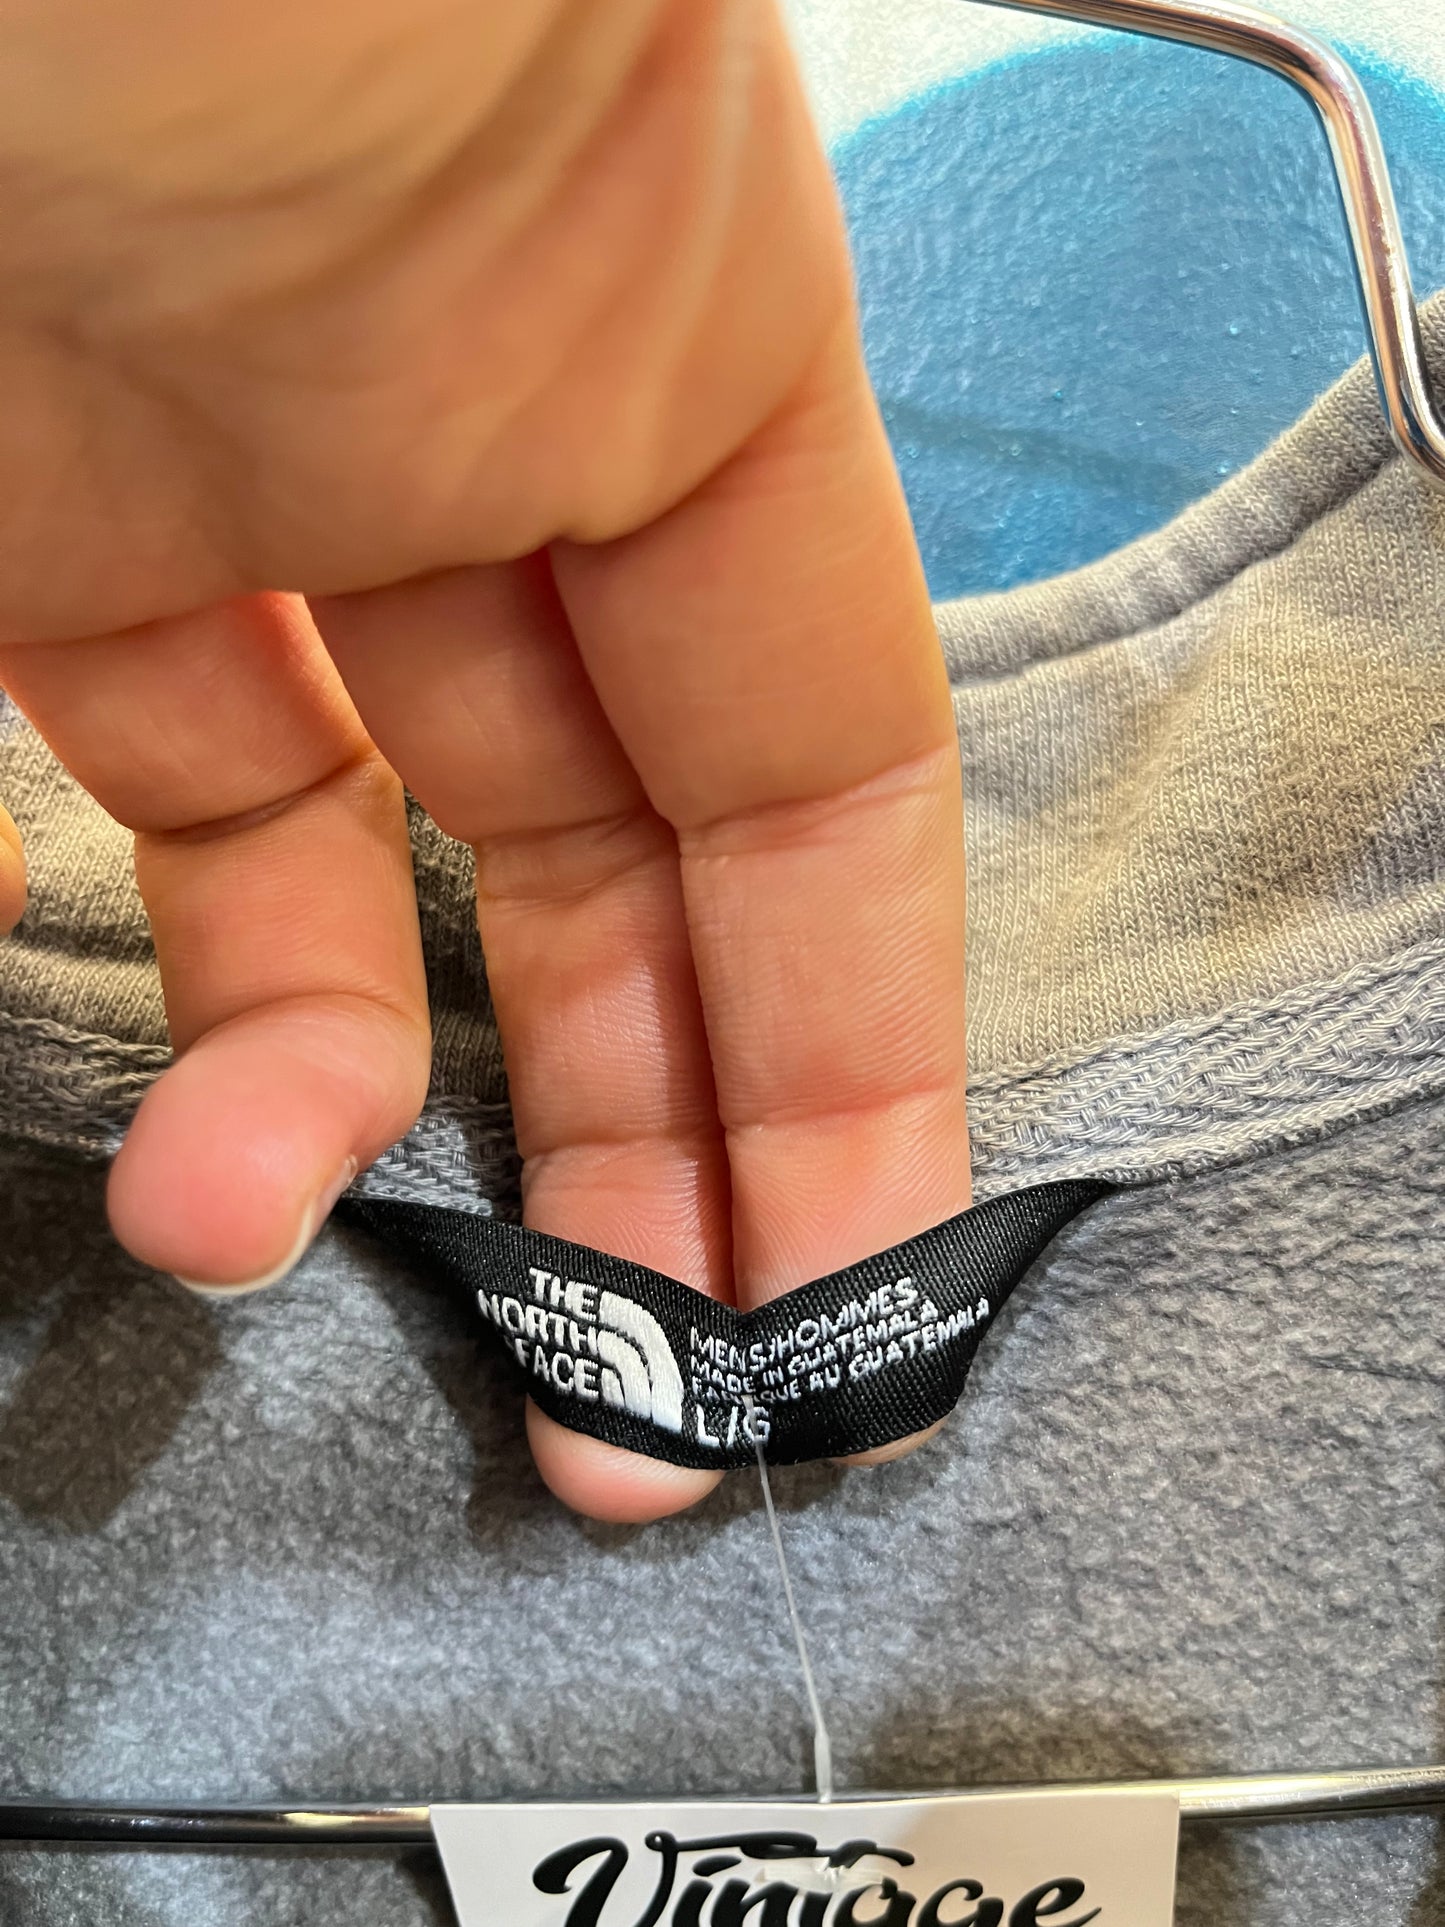 THE
NORTH
FACE
MENS/HOMMES
MADE IN GUATEMALA
FABRIQUE AU GUATEMALA
L/G
Vintage